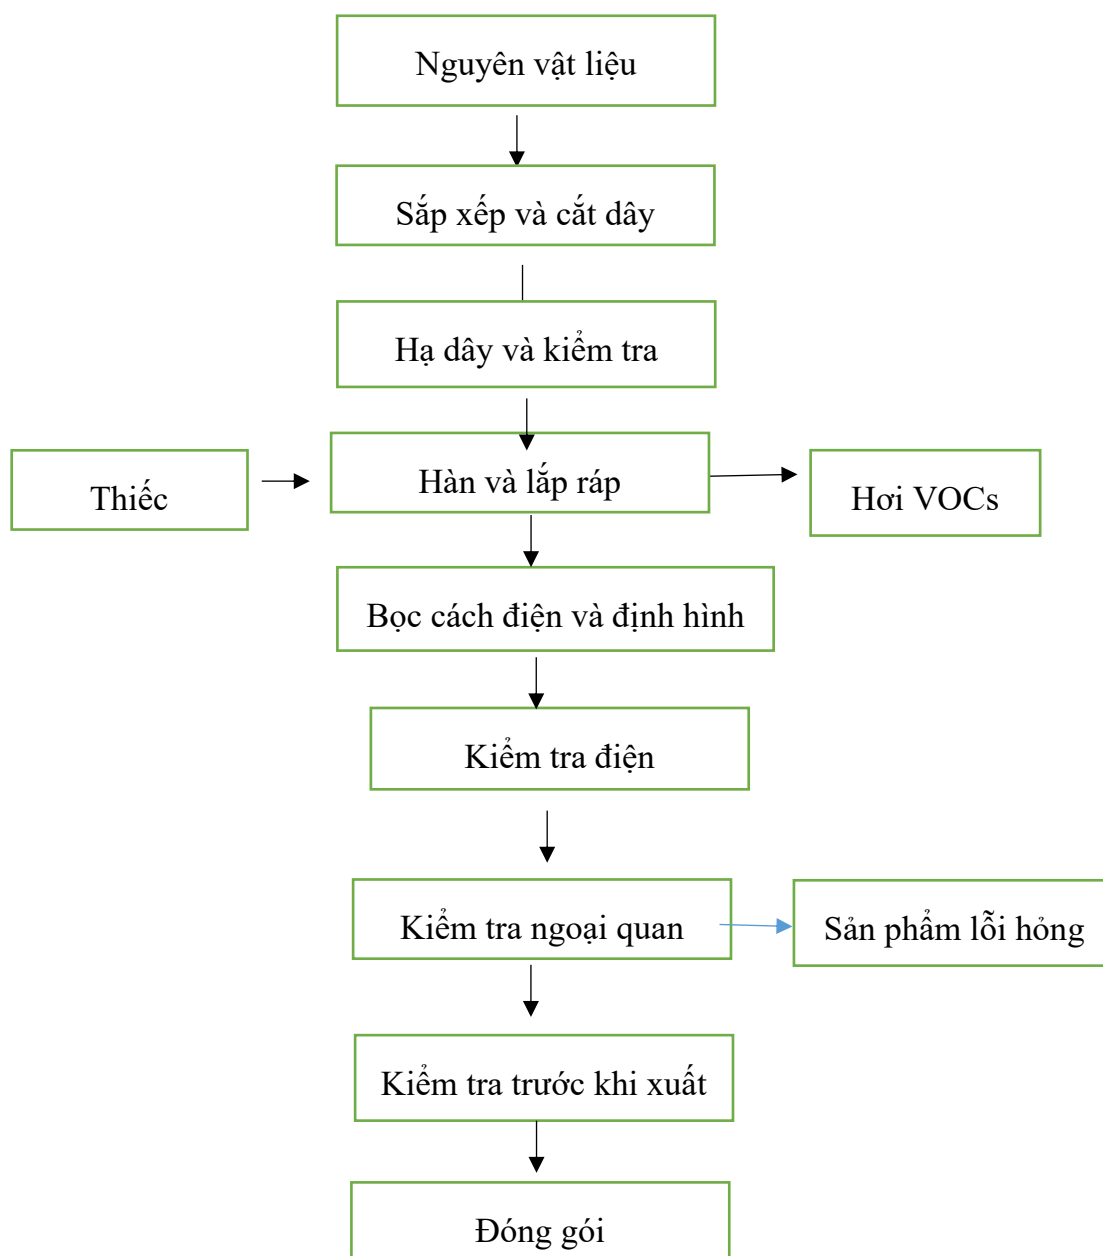 Nguyên vật liệu
Sắp xếp và cắt dây
Hạ dây và kiểm tra
Thiếc
Hàn và lắp ráp
Hơi VOCs
Bọc cách điện và định hình
Kiểm tra điện
Kiểm tra ngoại quan
Sản phẩm lỗi hỏng
Kiểm tra trước khi xuất
Đóng gói